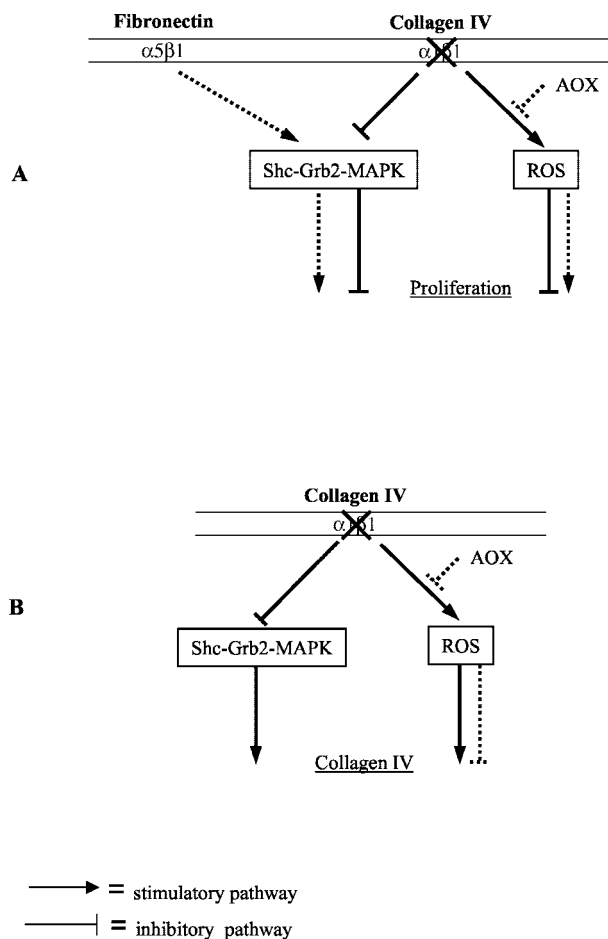 Fibronectin Collagen IV
α5β1 α1β1
AOX
A
Shc-Grb2-MAPK ROS
Proliferation
Collagen IV
α1β1
AOX
B
Shc-Grb2-MAPK ROS
Collagen IV
= stimulatory pathway
= inhibitory pathway